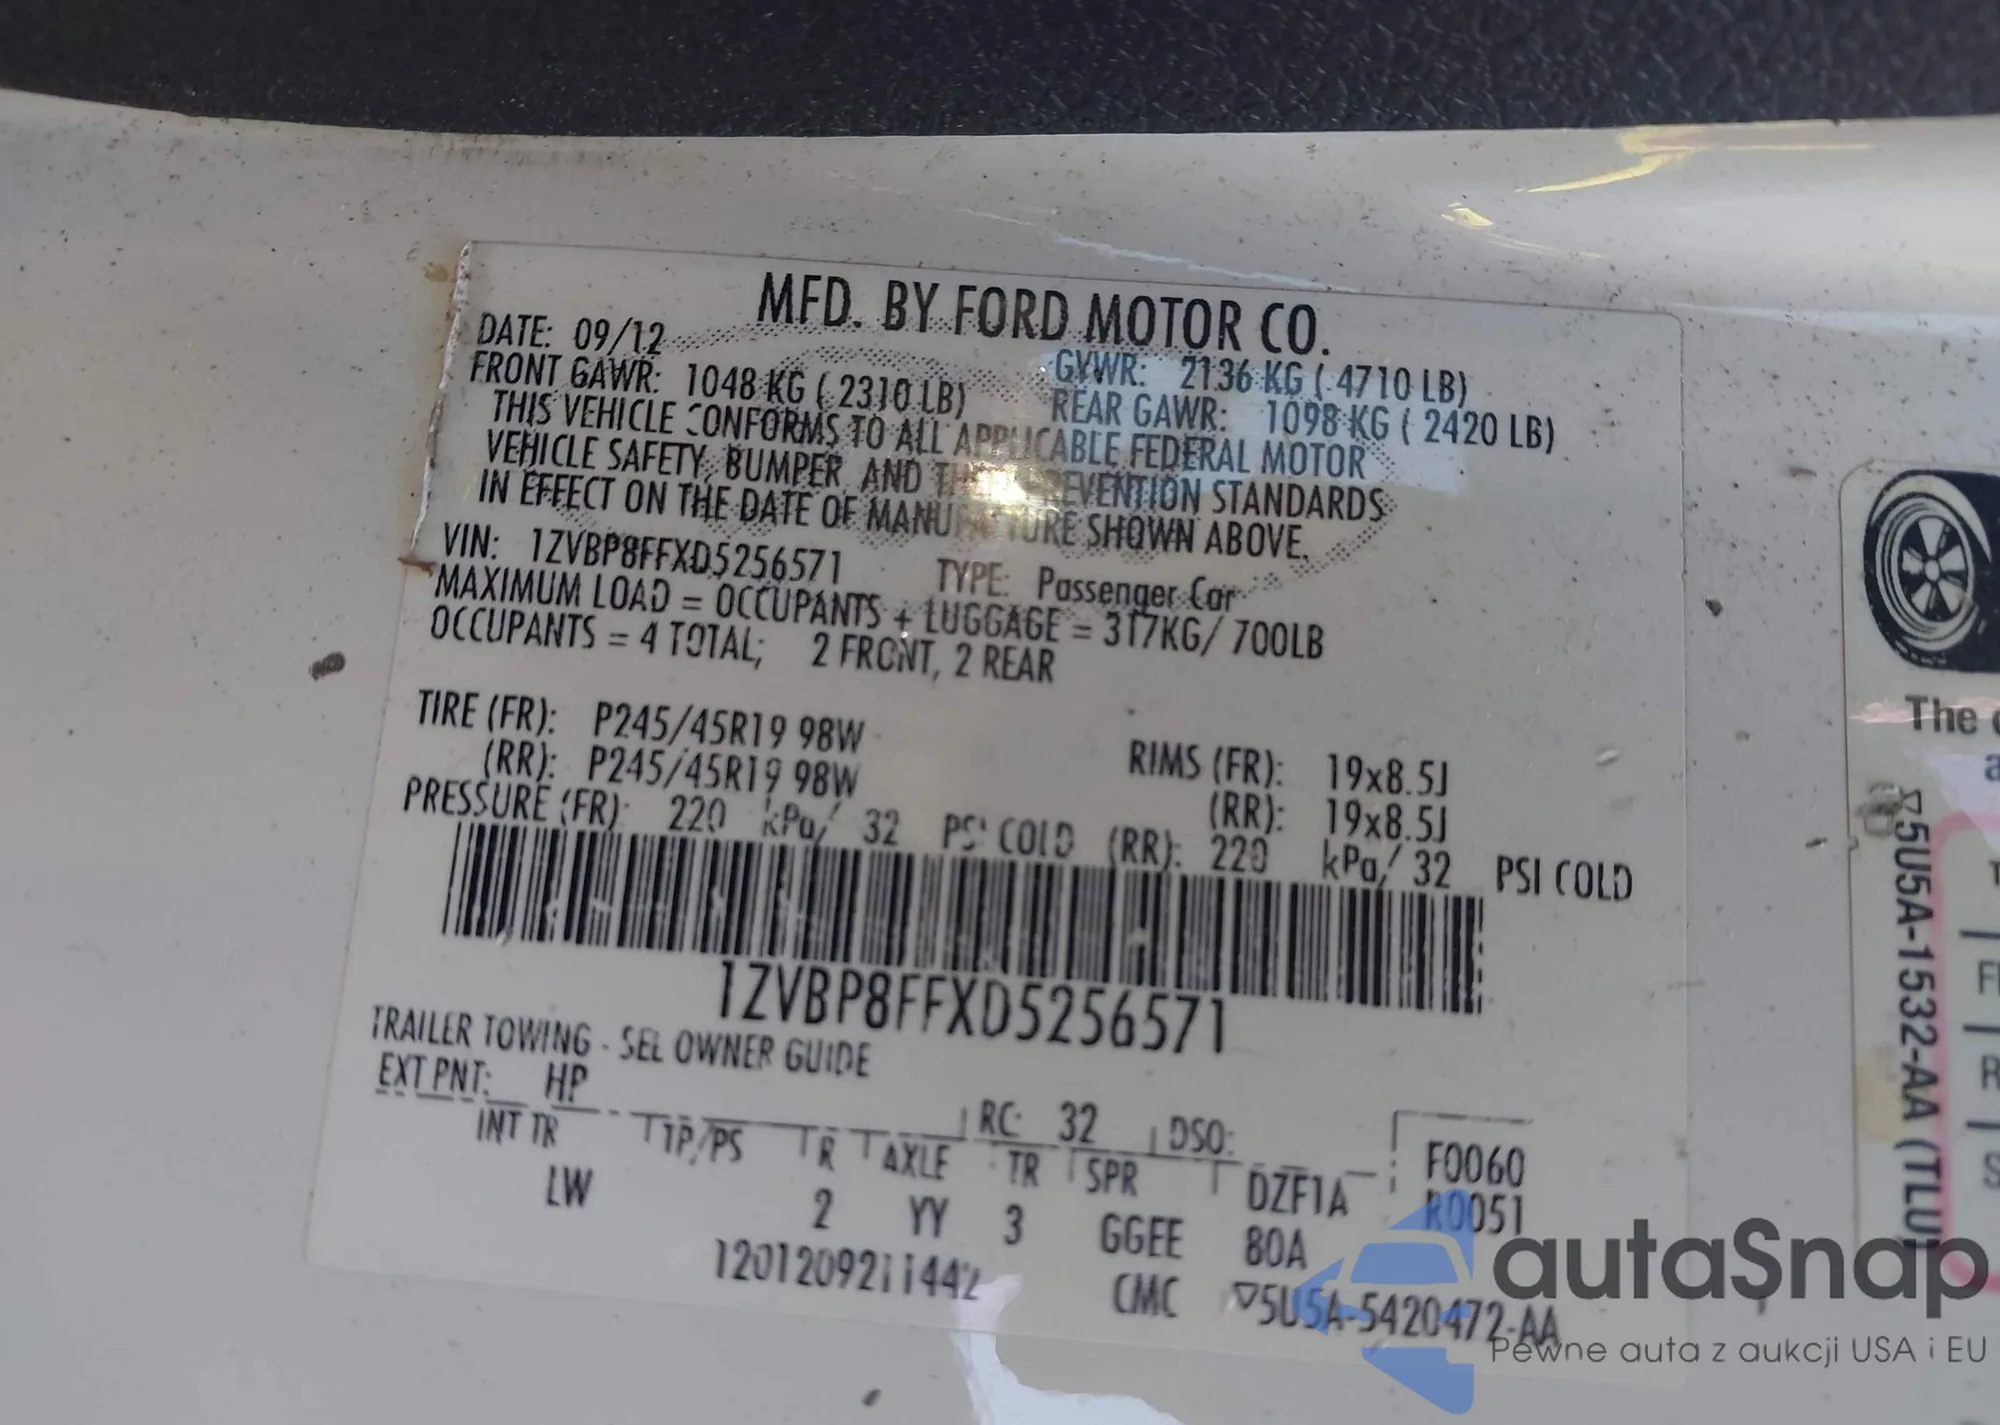 MFD. BY FORD MOTOR CO.
DATE: 09/12
GVWR: 2136 KG ( 4710 LB)
FRONT GAWR: 1048 KG ( 2310 LB)
REAR GAWR: 1098 KG ( 2420 LB)
THIS VEHICLE CONFORMS TO ALL APPLICABLE FEDERAL MOTOR
VEHICLE SAFETY, BUMPER, AND THEFT PREVENTION STANDARDS
IN EFFECT ON THE DATE OF MANUFACTURE SHOWN ABOVE.
VIN: 1ZVBP8FFXD5256571
TYPE: Passenger Car
MAXIMUM LOAD = OCCUPANTS + LUGGAGE = 317KG/ 700LB
OCCUPANTS = 4 TOTAL; 2 FRONT, 2 REAR
TIRE (FR): P245/45R19 98W
RIMS (FR): 19x8.5J
(RR): P245/45R19 98W
(RR): 19x8.5J
PRESSURE (FR): 220 kPa/ 32 PSI COLD (RR): 220 kPa/ 32 PSI COLD
1ZVBP8FFXD5256571
TRAILER TOWING - SEE OWNER GUIDE
EXT PNT: HP
RC: 32 DSO:
F0060
INT TR TP/PS R AXLE TR SPR DZF1A
R0051
LW 2 YY 3 GGEE 80A
12012092111442
CMC ▽5U5A-5420472-AA
The
▽5U5A-1532-AA (TLU)
autaSnap
Pewne auta z aukcji USA i EU